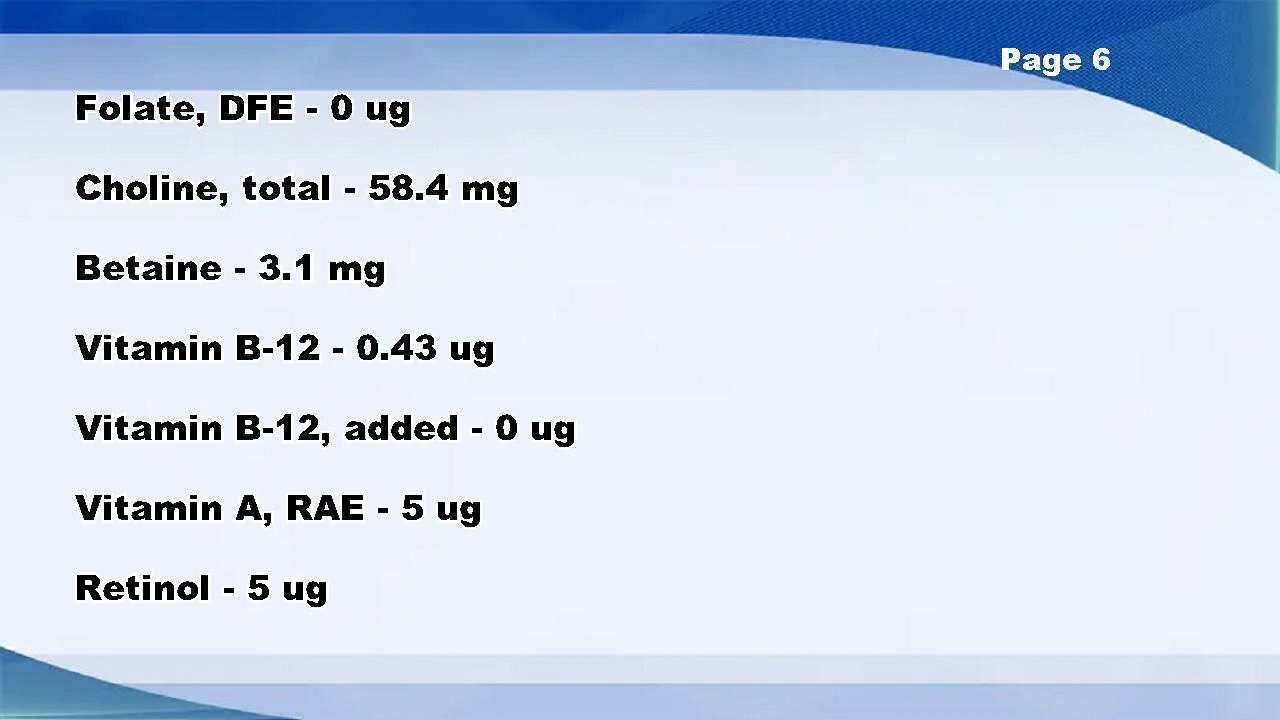 Page 6
Folate, DFE - 0 ug
Choline, total - 58.4 mg
Betaine - 3.1 mg
Vitamin B-12 - 0.43 ug
Vitamin B-12, added - 0 ug
Vitamin A, RAE - 5 ug
Retinol - 5 ug